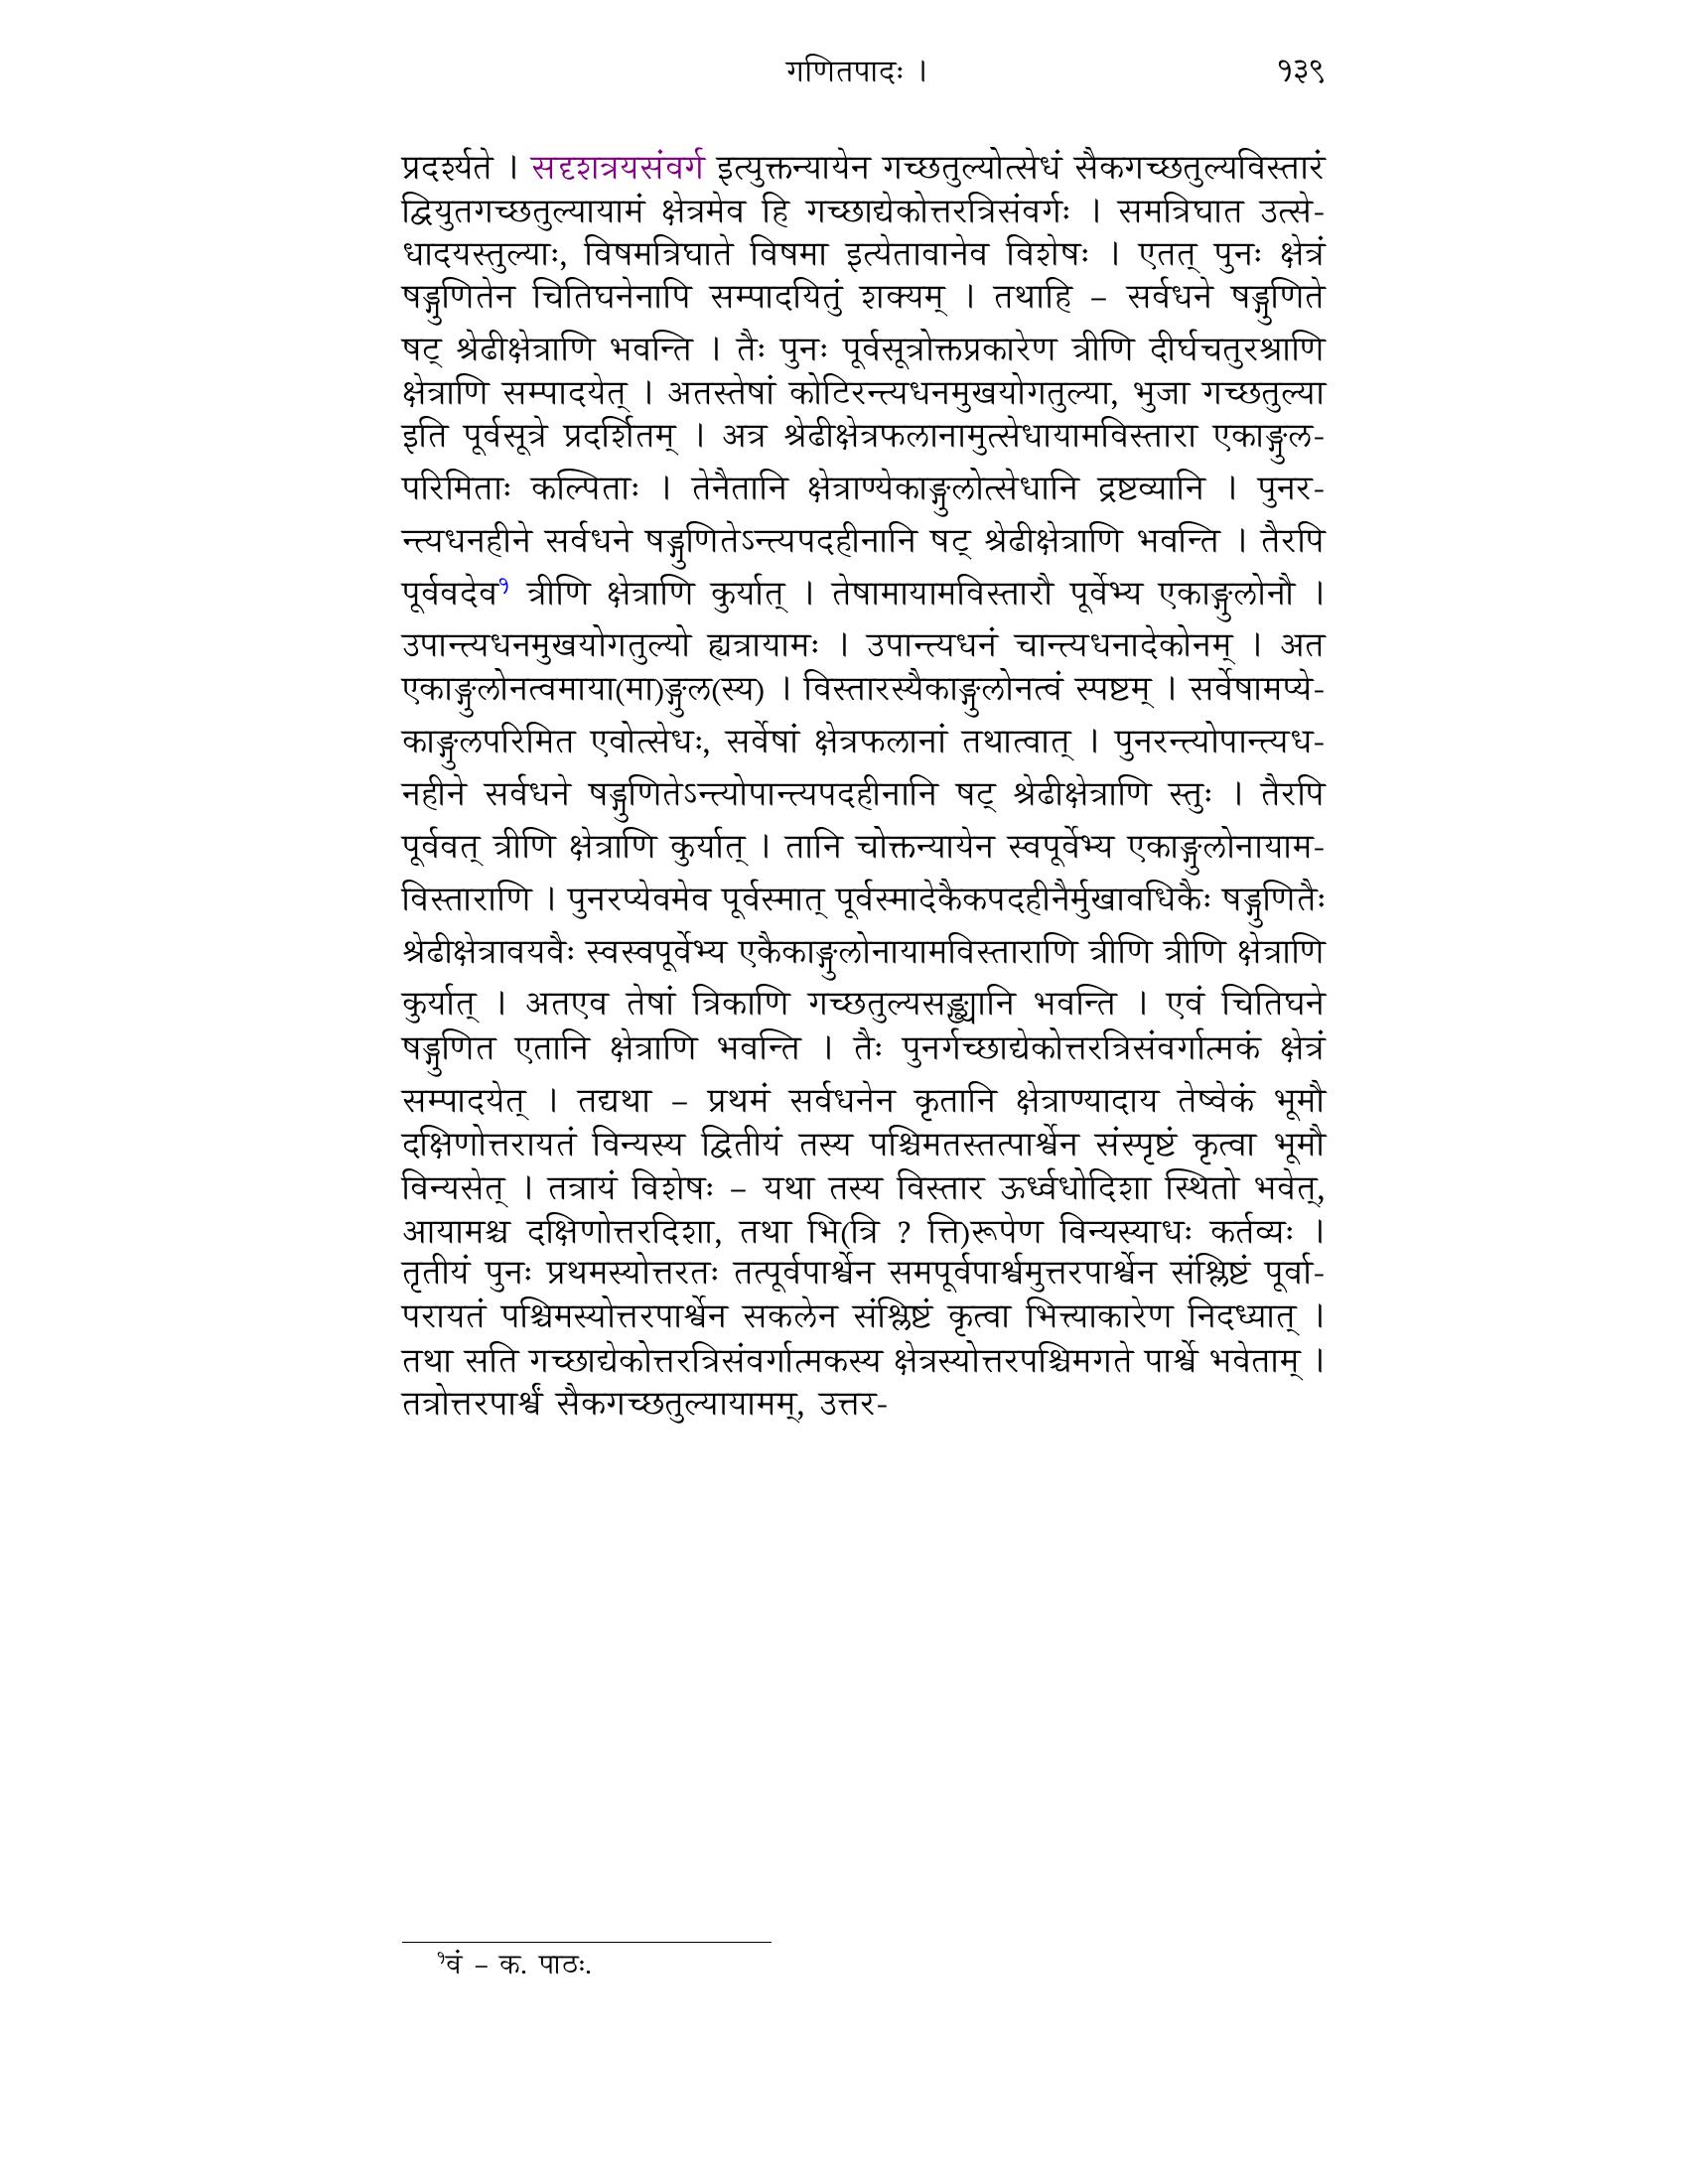 गणितपादः । १३९
प्रदर्श्यते । सदृशत्रयसंवर्ग इत्युक्तन्यायेन गच्छतुल्योत्सेधं सैकगच्छतुल्यविस्तारं
द्वियुतगच्छतुल्यायामं क्षेत्रमेव हि गच्छाद्येकोत्तरत्रिसंवर्गः । समत्रिघात उत्से-
धादयस्तुल्याः, विषमत्रिघाते विषमा इत्येतावानेव विशेषः । एतत् पुनः क्षेत्रं
षड्गुणितेन चितिघनेनापि सम्पादयितुं शक्यम् । तथाहि – सर्वधने षड्गुणिते
षट् श्रेढीक्षेत्राणि भवन्ति । तैः पुनः पूर्वसूत्रोक्तप्रकारेण त्रीणि दीर्घचतुरश्राणि
क्षेत्राणि सम्पादयेत् । अतस्तेषां कोटिरन्त्यधनमुखयोगतुल्या, भुजा गच्छतुल्या
इति पूर्वसूत्रे प्रदर्शितम् । अत्र श्रेढीक्षेत्रफलानामुत्सेधायामविस्तारा एकाङ्गुल-
परिमिताः कल्पिताः । तेनैतानि क्षेत्राण्येकाङ्गुलोत्सेधानि द्रष्टव्यानि । पुनर-
न्त्यधनहीने सर्वधने षड्गुणितेऽन्त्यपदहीनानि षट् श्रेढीक्षेत्राणि भवन्ति । तैरपि
पूर्ववदेव१ त्रीणि क्षेत्राणि कुर्यात् । तेषामायामविस्तारौ पूर्वेभ्य एकाङ्गुलोनौ ।
उपान्त्यधनमुखयोगतुल्यो ह्यत्रायामः । उपान्त्यधनं चान्त्यधनादेकोनम् । अत
एकाङ्गुलोनत्वमाया(मा)ङ्गुल(स्य) । विस्तारस्यैकाङ्गुलोनत्वं स्पष्टम् । सर्वेषामप्ये-
काङ्गुलपरिमित एवोत्सेधः, सर्वेषां क्षेत्रफलानां तथात्वात् । पुनरन्त्योपान्त्यध-
नहीने सर्वधने षड्गुणितेऽन्त्योपान्त्यपदहीनानि षट् श्रेढीक्षेत्राणि स्तुः । तैरपि
पूर्ववत् त्रीणि क्षेत्राणि कुर्यात् । तानि चोक्तन्यायेन स्वपूर्वेभ्य एकाङ्गुलोनायाम-
विस्ताराणि । पुनरप्येवमेव पूर्वस्मात् पूर्वस्मादेकैकपदहीनैर्मुखावधिकैः षड्गुणितैः
श्रेढीक्षेत्रावयवैः स्वस्वपूर्वेभ्य एकैकाङ्गुलोनायामविस्ताराणि त्रीणि त्रीणि क्षेत्राणि
कुर्यात् । अतएव तेषां त्रिकाणि गच्छतुल्यसङ्ख्यानि भवन्ति । एवं चितिघने
षड्गुणित एतानि क्षेत्राणि भवन्ति । तैः पुनर्गच्छाद्येकोत्तरत्रिसंवर्गात्मकं क्षेत्रं
सम्पादयेत् । तद्यथा – प्रथमं सर्वधनेन कृतानि क्षेत्राण्यादाय तेष्वेकं भूमौ
दक्षिणोत्तरायतं विन्यस्य द्वितीयं तस्य पश्चिमतस्तत्पार्श्वेन संस्पृष्टं कृत्वा भूमौ
विन्यसेत् । तत्रायं विशेषः – यथा तस्य विस्तार ऊर्ध्वधोदिशा स्थितो भवेत्,
आयामश्च दक्षिणोत्तरदिशा, तथा भि(त्रि ? त्ति)रूपेण विन्यस्याधः कर्तव्यः ।
तृतीयं पुनः प्रथमस्योत्तरतः तत्पूर्वपार्श्वेन समपूर्वपार्श्वमुत्तरपार्श्वेन संश्लिष्टं पूर्वा-
परायतं पश्चिमस्योत्तरपार्श्वेन सकलेन संश्लिष्टं कृत्वा भित्त्याकारेण निदध्यात् ।
तथा सति गच्छाद्येकोत्तरत्रिसंवर्गात्मकस्य क्षेत्रस्योत्तरपश्चिमगते पार्श्वे भवेताम् ।
तत्रोत्तरपार्श्वं सैकगच्छतुल्यायामम्, उत्तर-
१वं – क. पाठः.